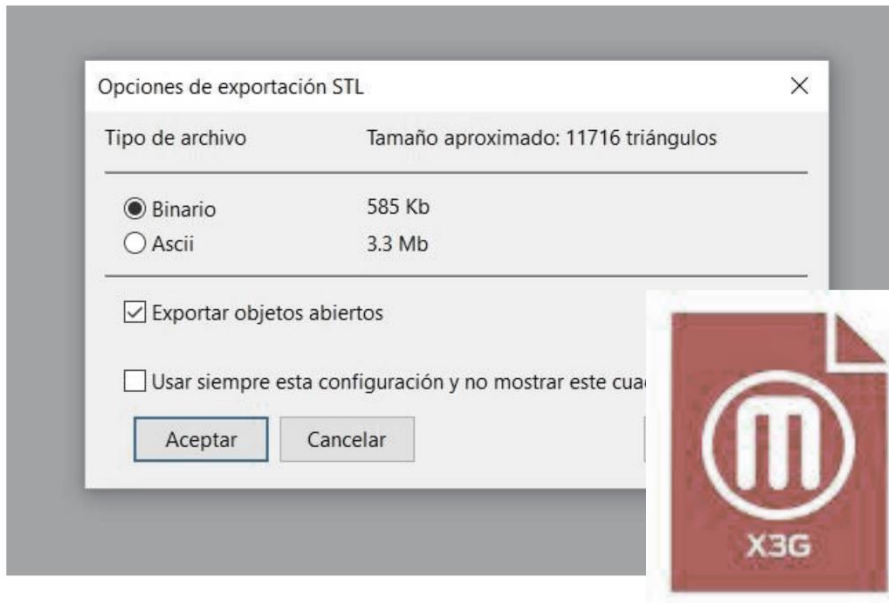 Opciones de exportación STL
Tipo de archivo
Tamaño aproximado: 11716 triángulos
Binario
585 Kb
Ascii
3.3 Mb
Exportar objetos abiertos
Usar siempre esta configuración y no mostrar este
Aceptar
Cancelar
X3G